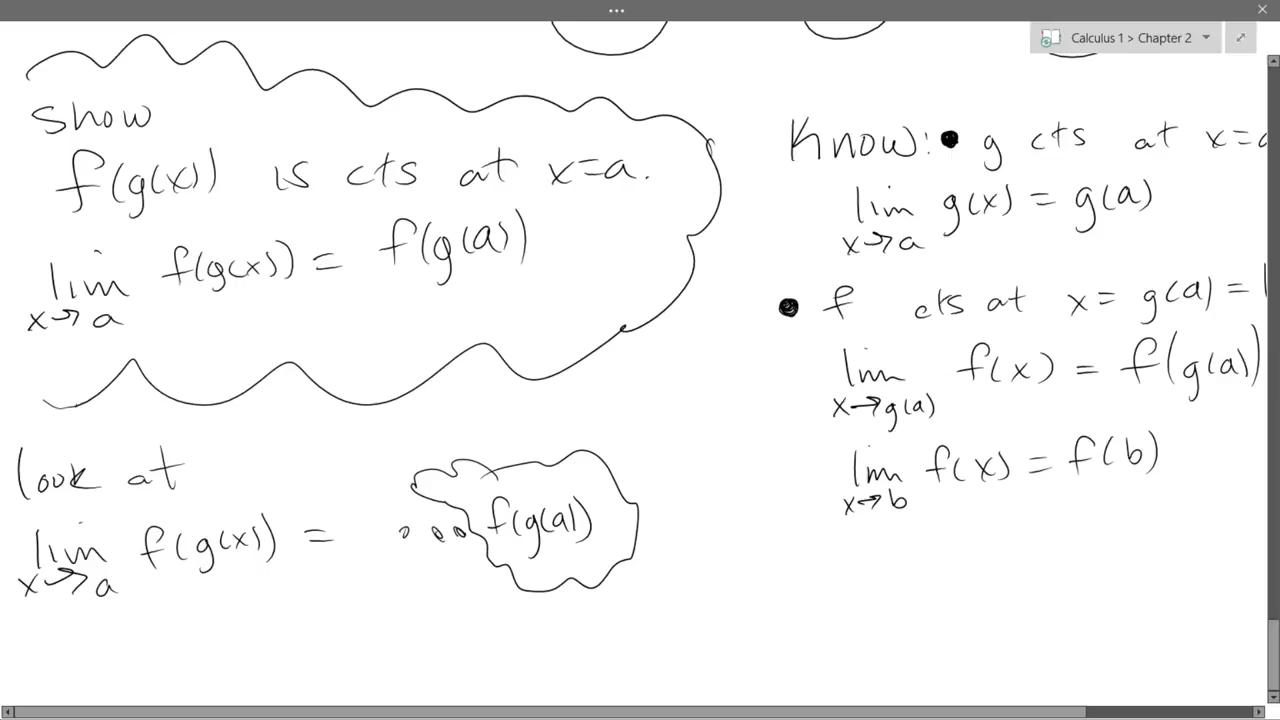 ...
Calculus 1 > Chapter 2
show
f(g(x)) is cts at x=a.
lim f(g(x)) = f(g(a))
x→a
Know: • g cts at x=a
lim g(x) = g(a)
x→a
• f cts at x= g(a) =
lim f(x) = f(g(a))
x→g(a)
lim f(x) = f(b)
x→b
look at
lim f(g(x)) = ... f(g(a))
x→a